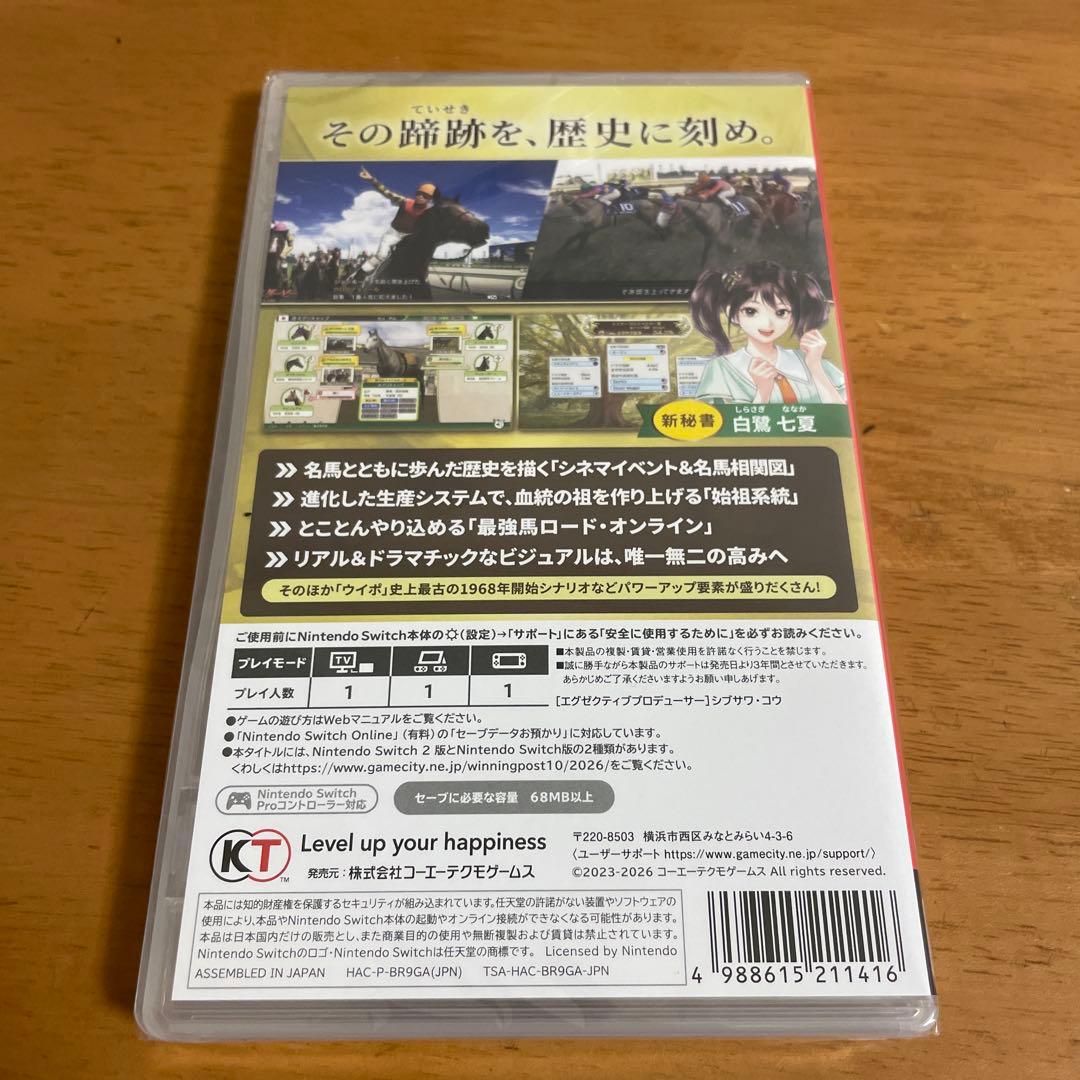 ていせき
その蹄跡を、歴史に刻め。
10
11
しらさぎ ななか
新秘書 白鷺 七夏
名馬とともに歩んだ歴史を描く「シネマイベント&名馬相関図」
進化した生産システムで、血統の祖を作り上げる「始祖系統」
とことんやり込める「最強馬ロード・オンライン」
リアル&ドラマチックなビジュアルは、唯一無二の高みへ
そのほか「ウイポ」史上最古の1968年開始シナリオなどパワーアップ要素が盛りだくさん!
ご使用前にNintendo Switch本体の(設定)→「サポート」にある「安全に使用するために」を必ずお読みください。
プレイモード TV
プレイ人数 1 1 1
■本製品の複製・賃貸・営業使用を許諾なく行うことを禁じます。
■誠に勝手ながら本製品のサポートは発売日より3年間とさせていただきます。
あらかじめご了承くださいますようお願い申しあげます。
[エグゼクティブプロデューサー]シブサワ・コウ
●ゲームの遊び方はWebマニュアルをご覧ください。
●「Nintendo Switch Online」(有料)の「セーブデータお預かり」に対応しています。
●本タイトルには、Nintendo Switch 2 版とNintendo Switch版の2種類があります。
くわしくはhttps://www.gamecity.ne.jp/winningpost10/2026/をご覧ください。
Nintendo Switch
Proコントローラー対応
セーブに必要な容量 68MB以上
KT
TM
Level up your happiness
発売元:株式会社コーエーテクモゲームス
〒220-8503 横浜市西区みなとみらい4-3-6
〈ユーザーサポート https://www.gamecity.ne.jp/support/〉
©2023-2026 コーエーテクモゲームス All rights reserved.
本品には知的財産権を保護するセキュリティが組み込まれています。任天堂の許諾がない装置やソフトウェアの
使用により、本品やNintendo Switch本体の起動やオンライン接続ができなくなる可能性があります。
本品は日本国内だけの販売とし、また商業目的の使用や無断複製および賃貸は禁止されています。
Nintendo Switchのロゴ・Nintendo Switchは任天堂の商標です。 Licensed by Nintendo
ASSEMBLED IN JAPAN HAC-P-BR9GA(JPN) TSA-HAC-BR9GA-JPN
4 988615 211416